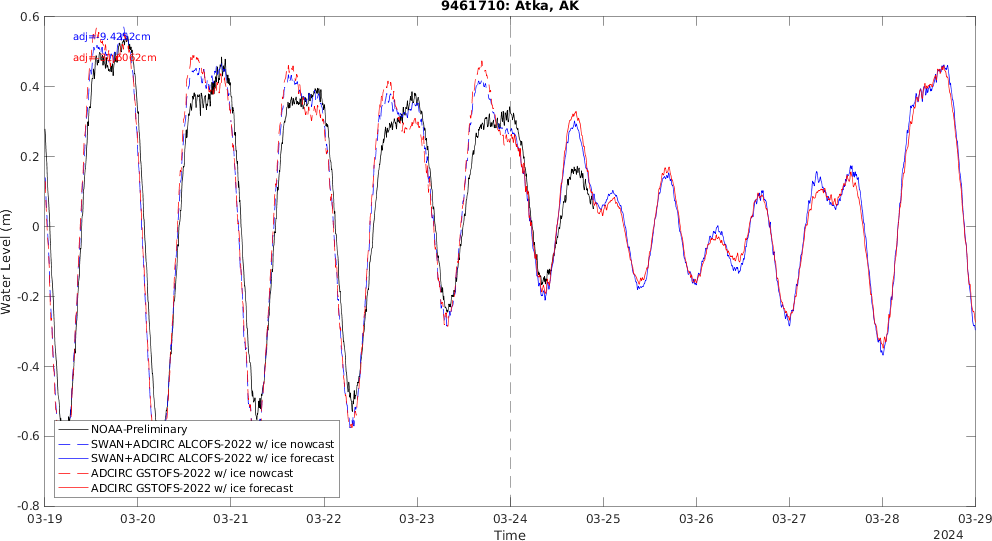 9461710: Atka, AK
0.6
0.4
0.2
0
-0.2
-0.4
-0.6
-0.8
Water Level (m)
NOAA-Preliminary
SWAN+ADCIRC ALCOFS-2022 w/ ice nowcast
SWAN+ADCIRC ALCOFS-2022 w/ ice forecast
ADCIRC GSTOFS-2022 w/ ice nowcast
ADCIRC GSTOFS-2022 w/ ice forecast
03-19 03-20 03-21 03-22 03-23 03-24 03-25 03-26 03-27 03-28 03-29
Time
2024